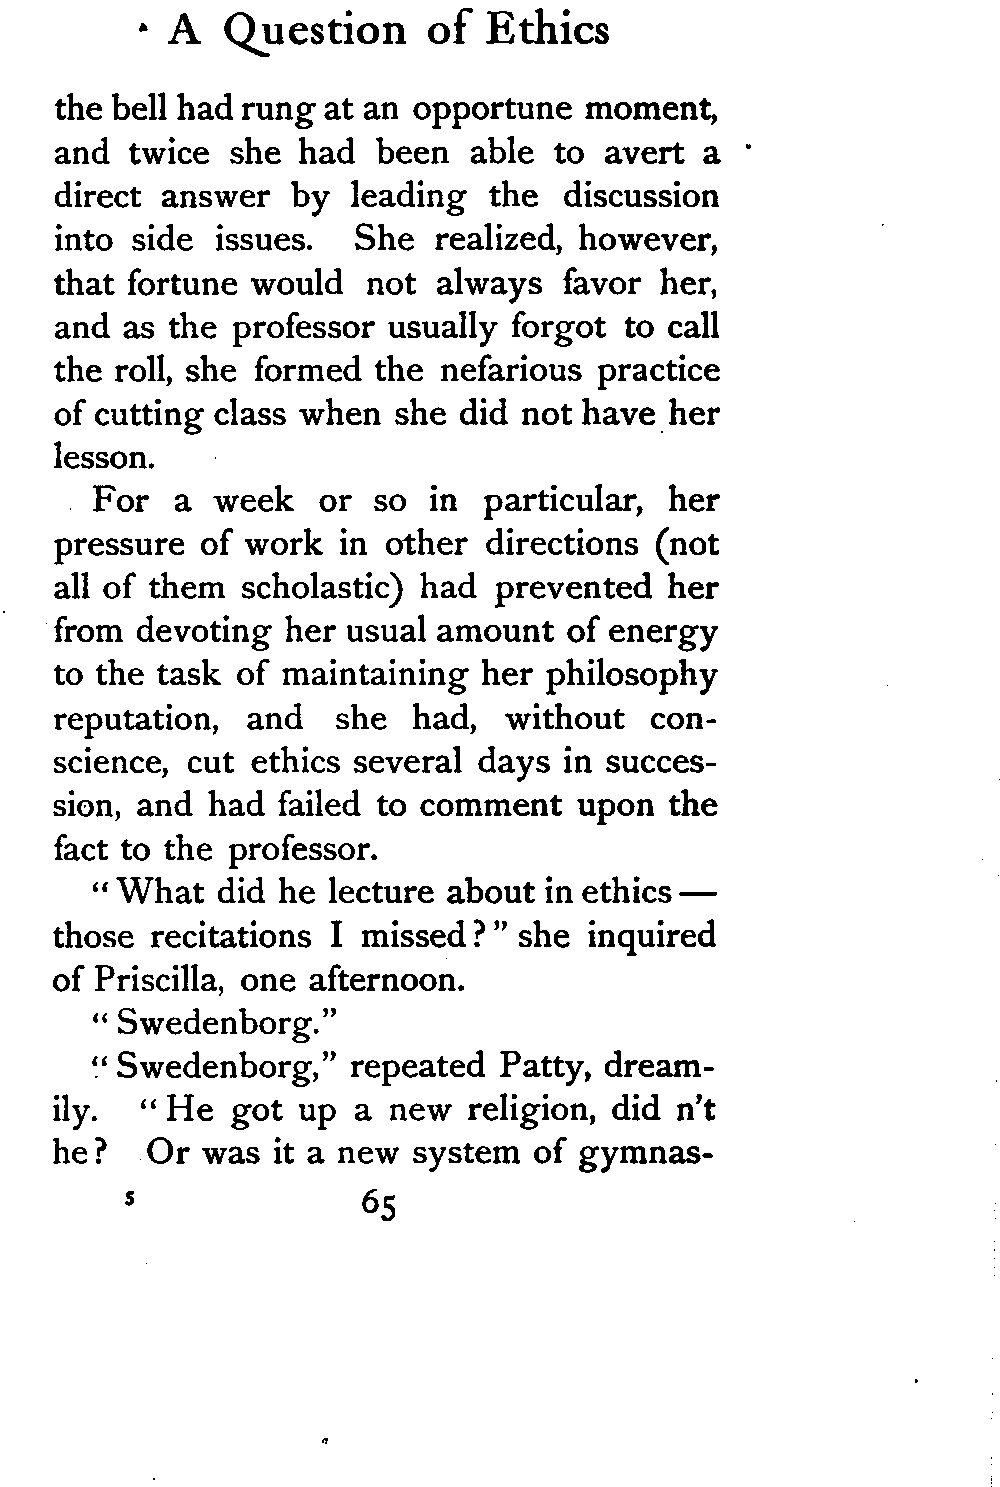 A Question of Ethics
the bell had rung at an opportune moment,
and twice she had been able to avert a
direct answer by leading the discussion
into side issues. She realized, however,
that fortune would not always favor her,
and as the professor usually forgot to call
the roll, she formed the nefarious practice
of cutting class when she did not have her
lesson.
For a week or so in particular, her
pressure of work in other directions (not
all of them scholastic) had prevented her
from devoting her usual amount of energy
to the task of maintaining her philosophy
reputation, and she had, without con-
science, cut ethics several days in succes-
sion, and had failed to comment upon the
fact to the professor.
"What did he lecture about in ethics—
those recitations I missed?" she inquired
of Priscilla, one afternoon.
"Swedenborg."
"Swedenborg," repeated Patty, dream-
ily. "He got up a new religion, did n't
he? Or was it a new system of gymnas-
5 65